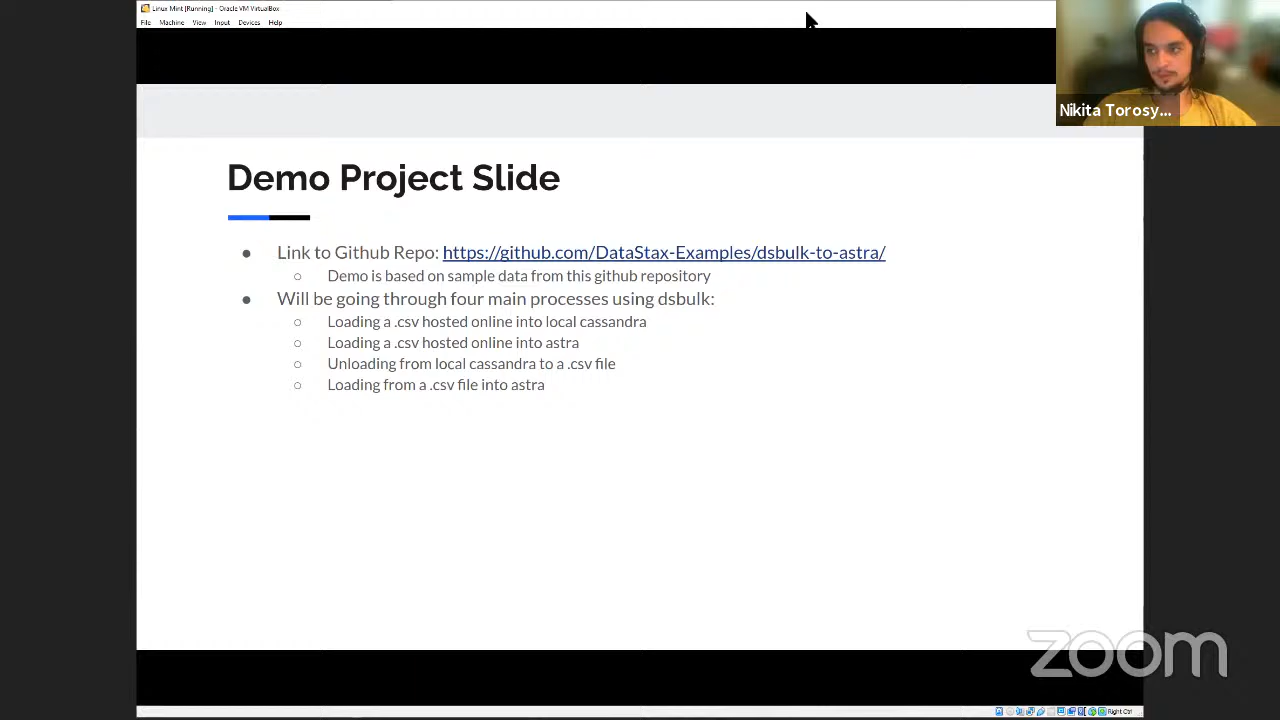 Linux Mint [Running] - Oracle VM VirtualBox
File Machine View Input Devices Help
Nikita Torosy...
Demo Project Slide
● Link to Github Repo: https://github.com/DataStax-Examples/dsbulk-to-astra/
○ Demo is based on sample data from this github repository
● Will be going through four main processes using dsbulk:
○ Loading a .csv hosted online into local cassandra
○ Loading a .csv hosted online into astra
○ Unloading from local cassandra to a .csv file
○ Loading from a .csv file into astra
zoom
Right Ctrl